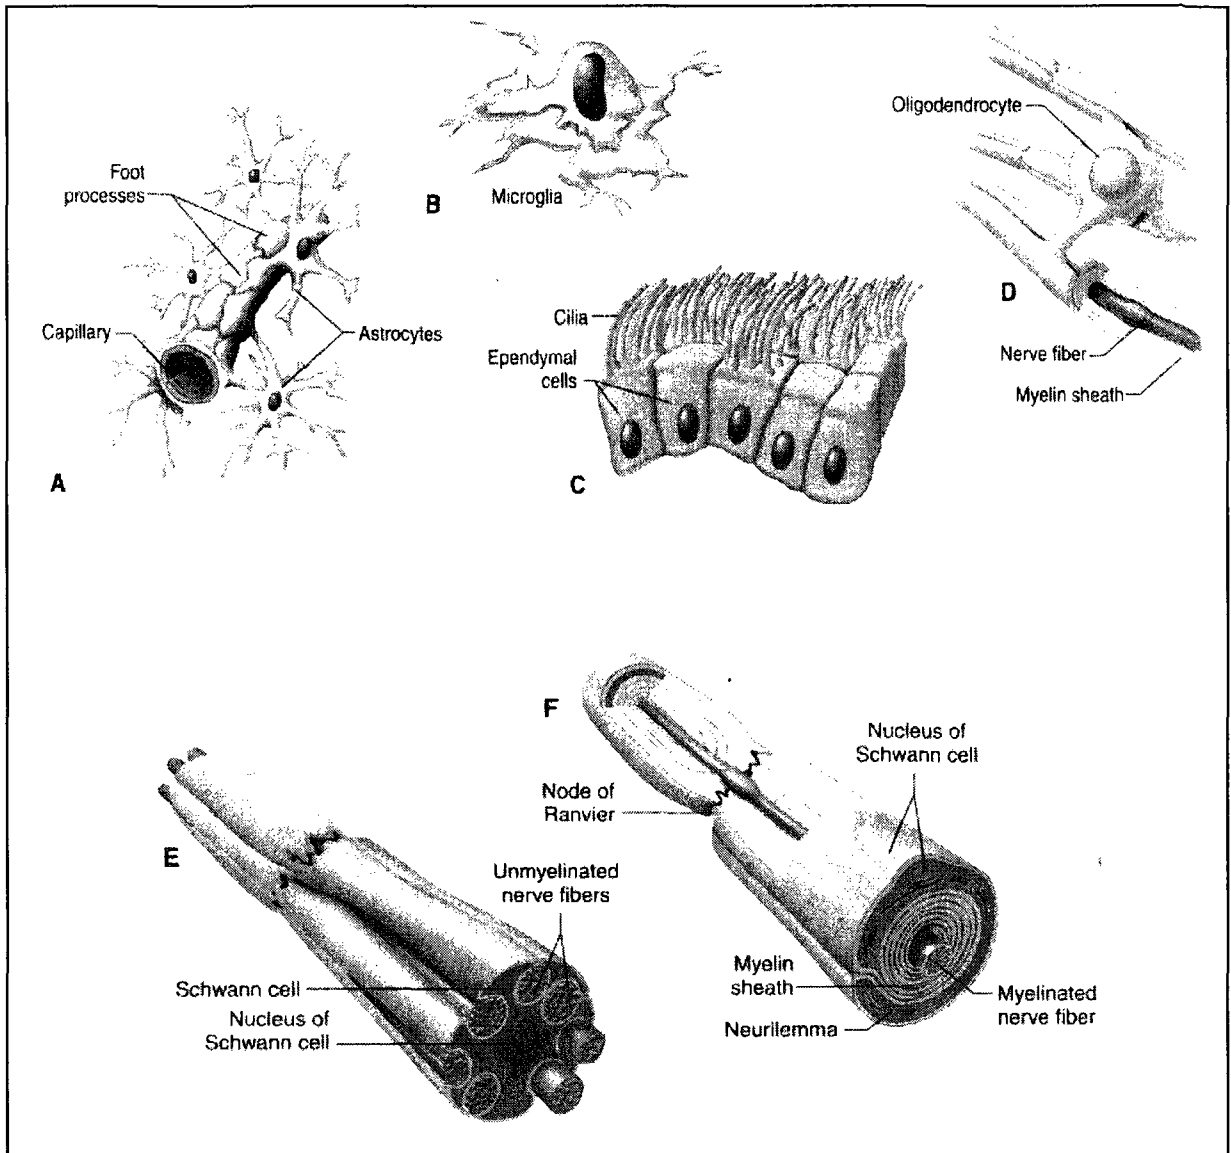 Foot
processes
Capillary
Astrocytes
A
B
Microglia
Cilia
Ependymal
cells
C
Oligodendrocyte
D
Nerve fiber
Myelin sheath
E
Unmyelinated
nerve fibers
Schwann cell
Nucleus of
Schwann cell
F
Node of
Ranvier
Nucleus of
Schwann cell
Myelin
sheath
Neurilemma
Myelinated
nerve fiber